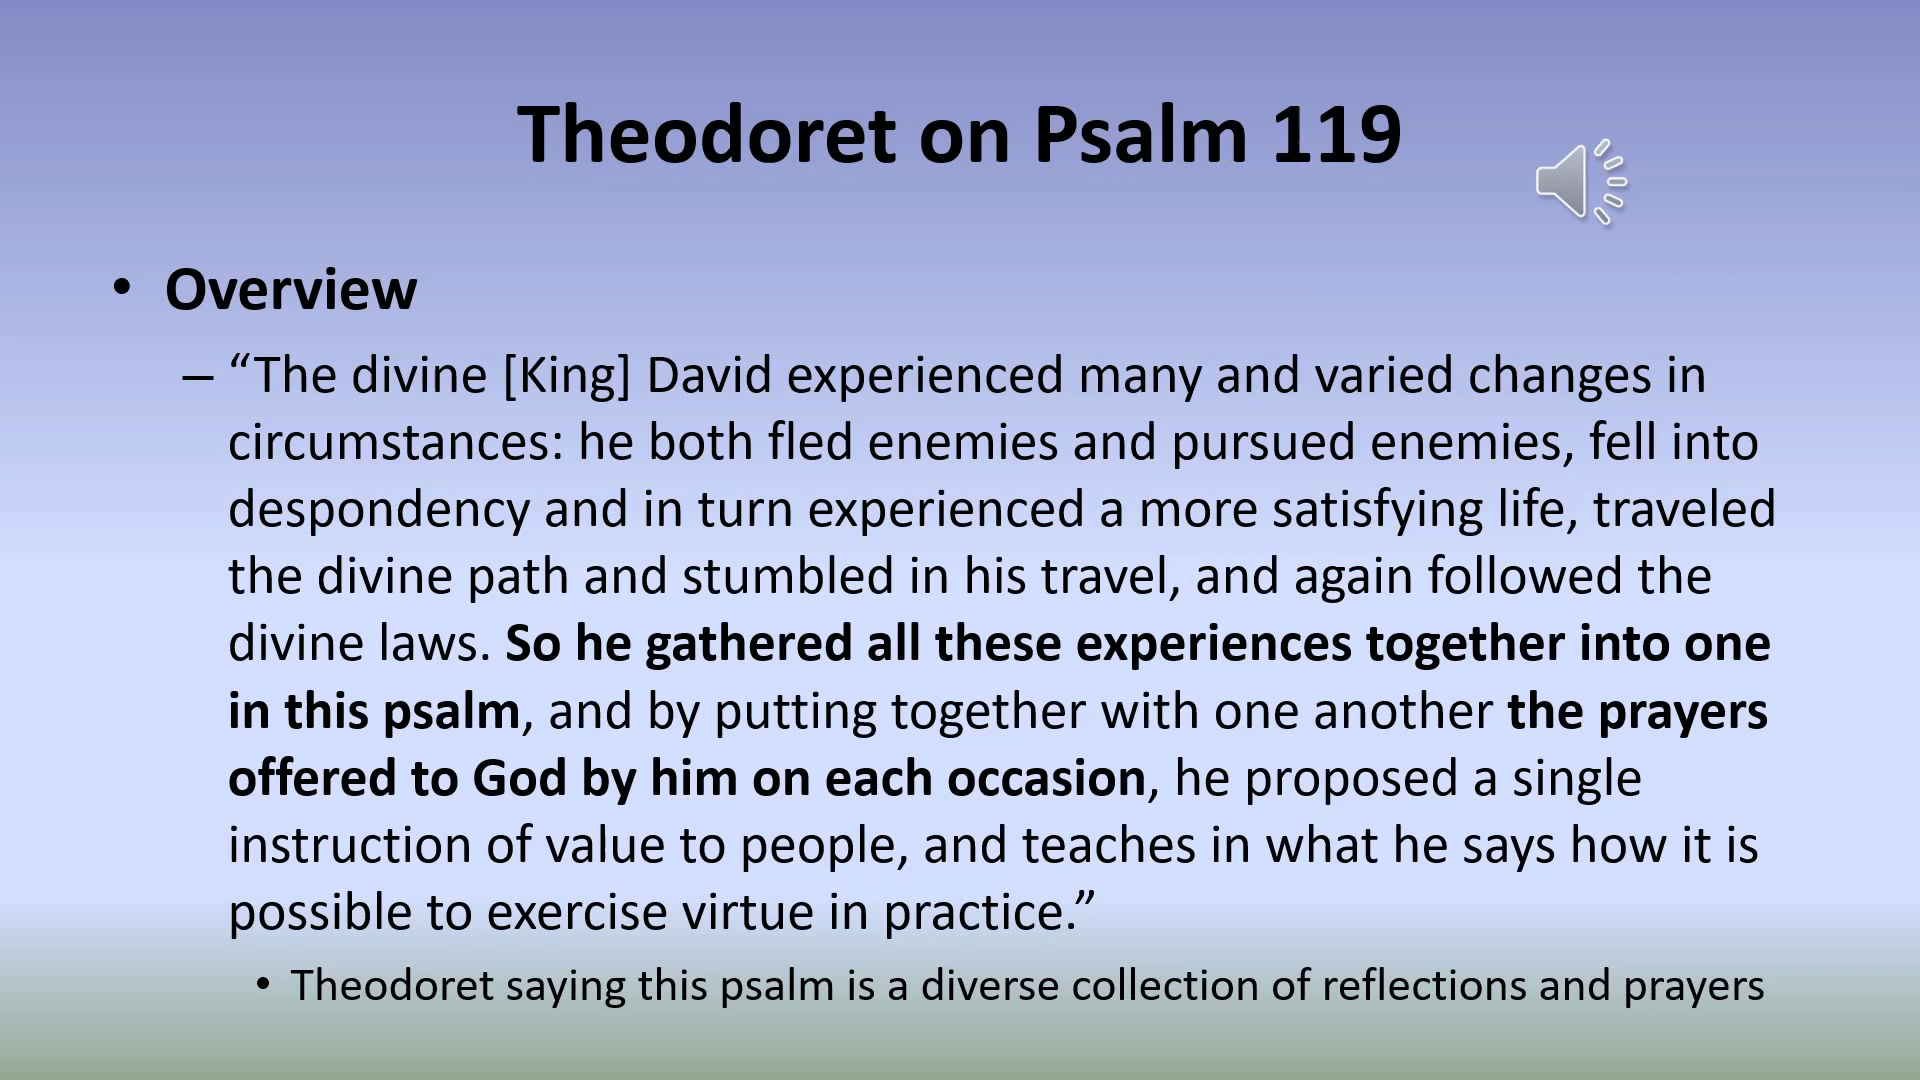 Theodoret on Psalm 119
• Overview
– “The divine [King] David experienced many and varied changes in
circumstances: he both fled enemies and pursued enemies, fell into
despondency and in turn experienced a more satisfying life, traveled
the divine path and stumbled in his travel, and again followed the
divine laws. So he gathered all these experiences together into one
in this psalm, and by putting together with one another the prayers
offered to God by him on each occasion, he proposed a single
instruction of value to people, and teaches in what he says how it is
possible to exercise virtue in practice.”
• Theodoret saying this psalm is a diverse collection of reflections and prayers